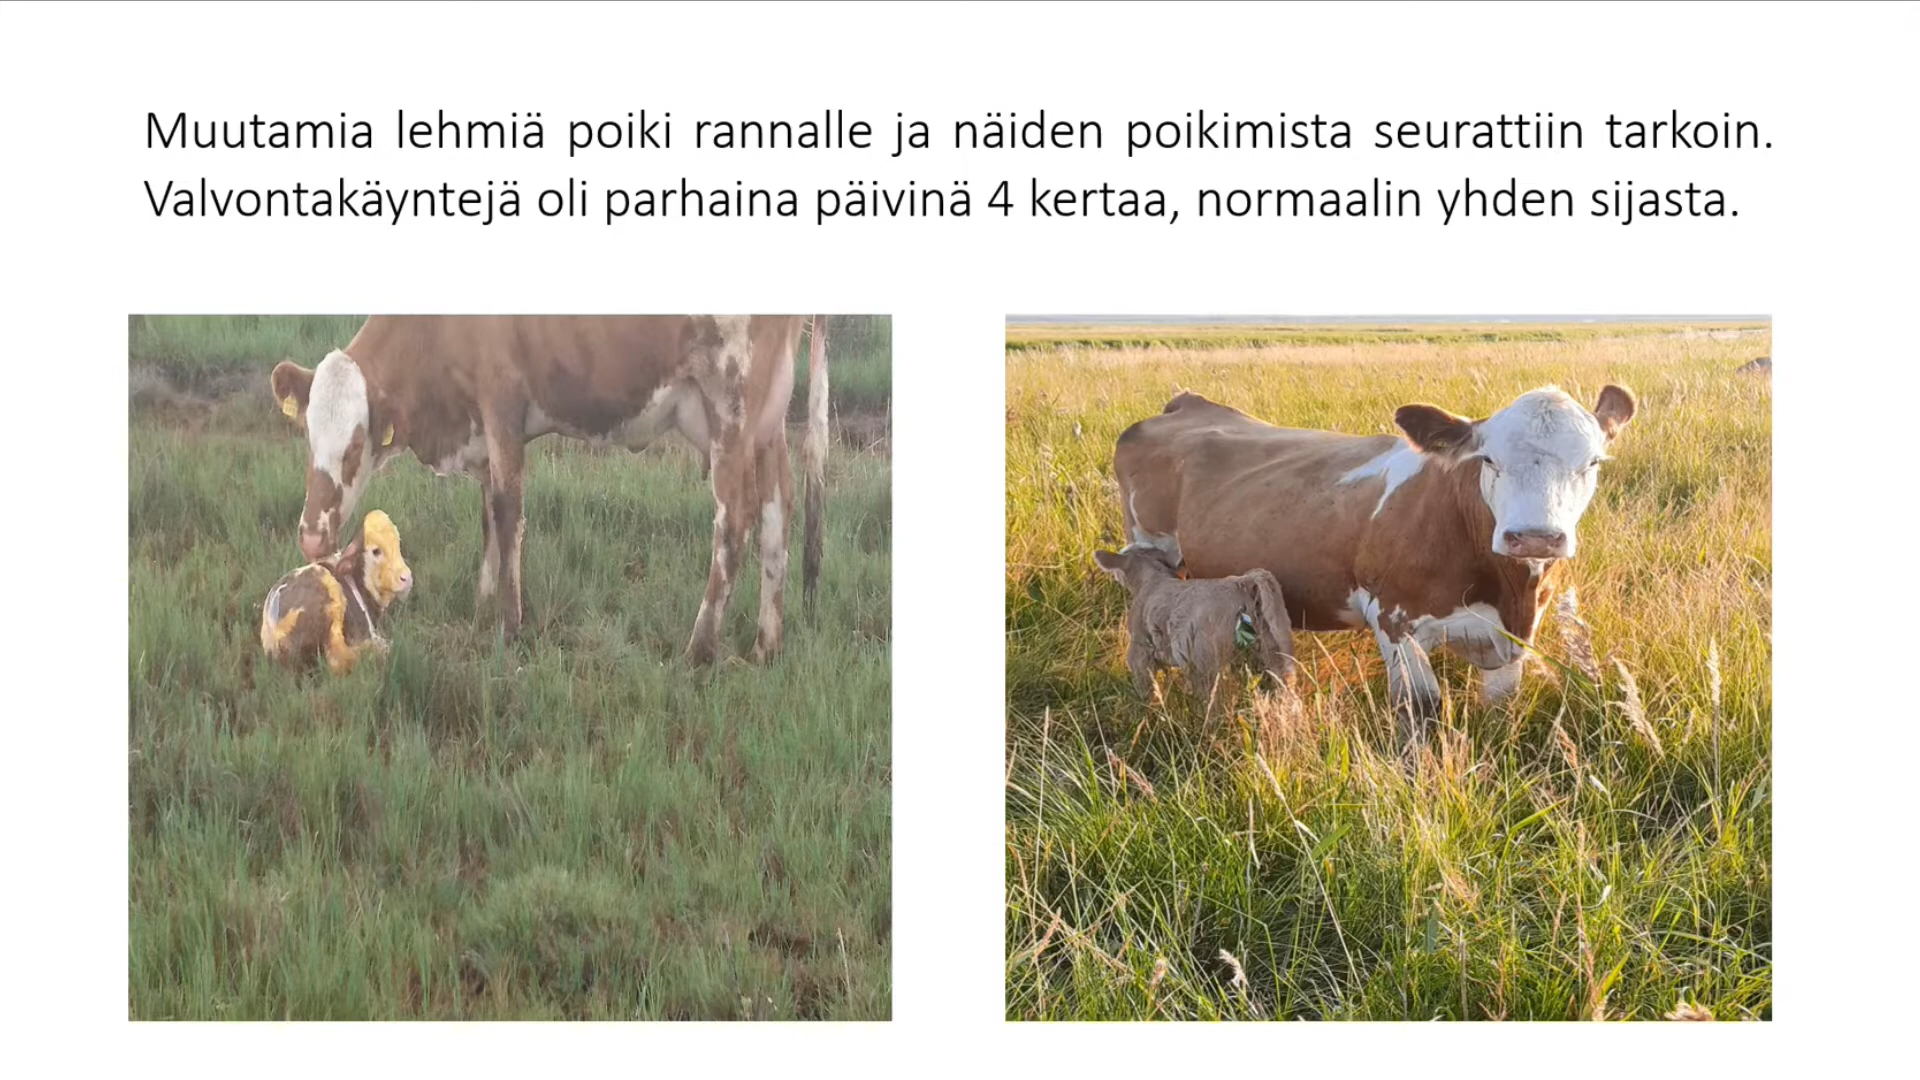 Muutamia lehmiä poiki rannalle ja näiden poikimista seurattiin tarkoin.
Valvontakäyntejä oli parhaina päivinä 4 kertaa, normaalin yhden sijasta.